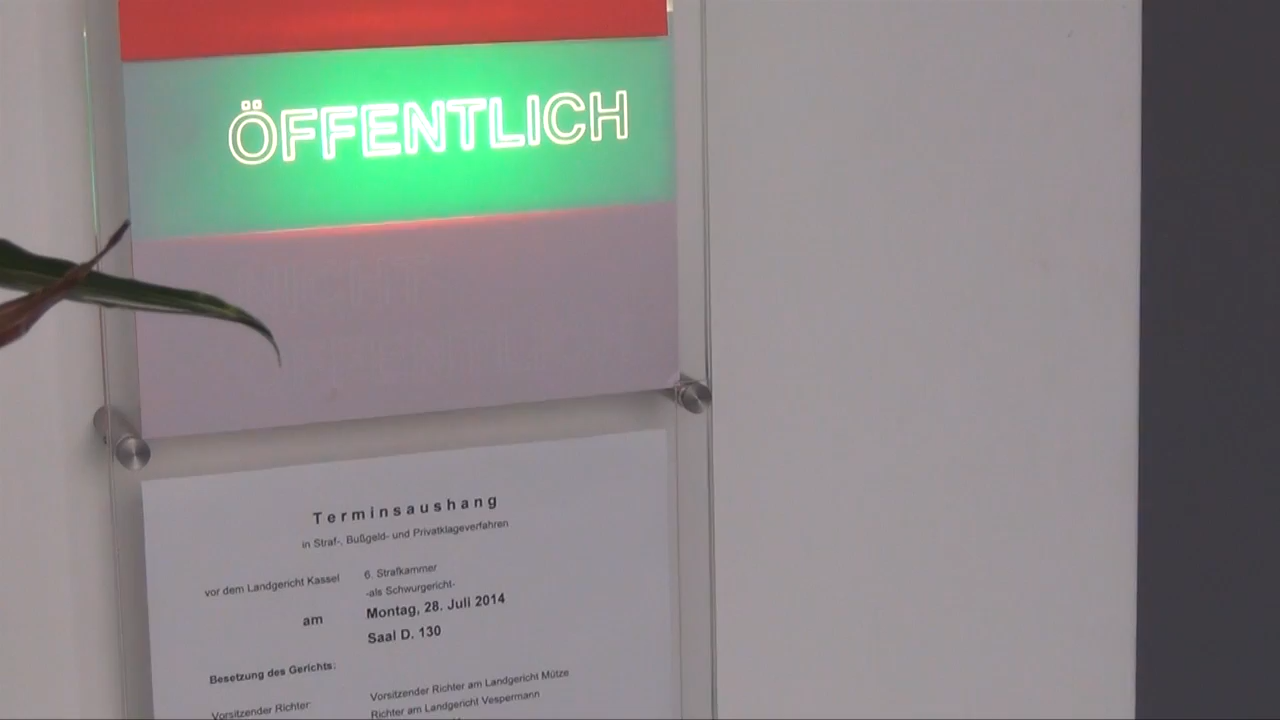 ÖFFENTLICH
Terminsaushang
in Straf-, Bußgeld- und Privatklageverfahren
vor dem Landgericht Kassel 6. Strafkammer
-als Schwurgericht-
am Montag, 28. Juli 2014
Saal D. 130
Besetzung des Gerichts:
Vorsitzender Richter am Landgericht Mütze
Vorsitzender Richter Richter am Landgericht Vespermann